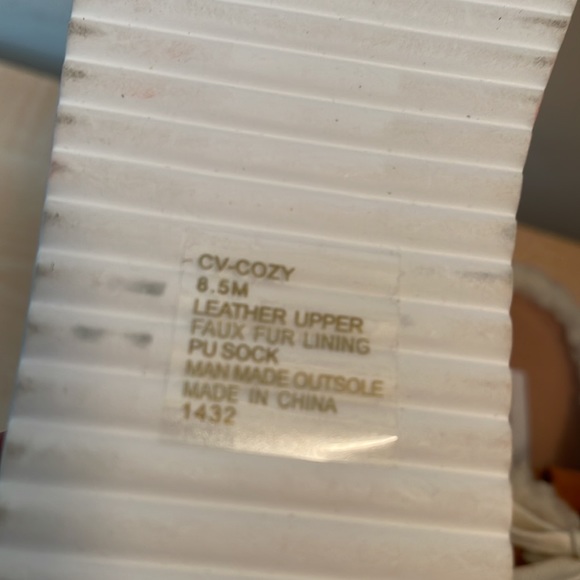 CV-COZY
8.5M
LEATHER UPPER
FAUX FUR LINING
PU SOCK
MAN MADE OUTSOLE
MADE IN CHINA
1432